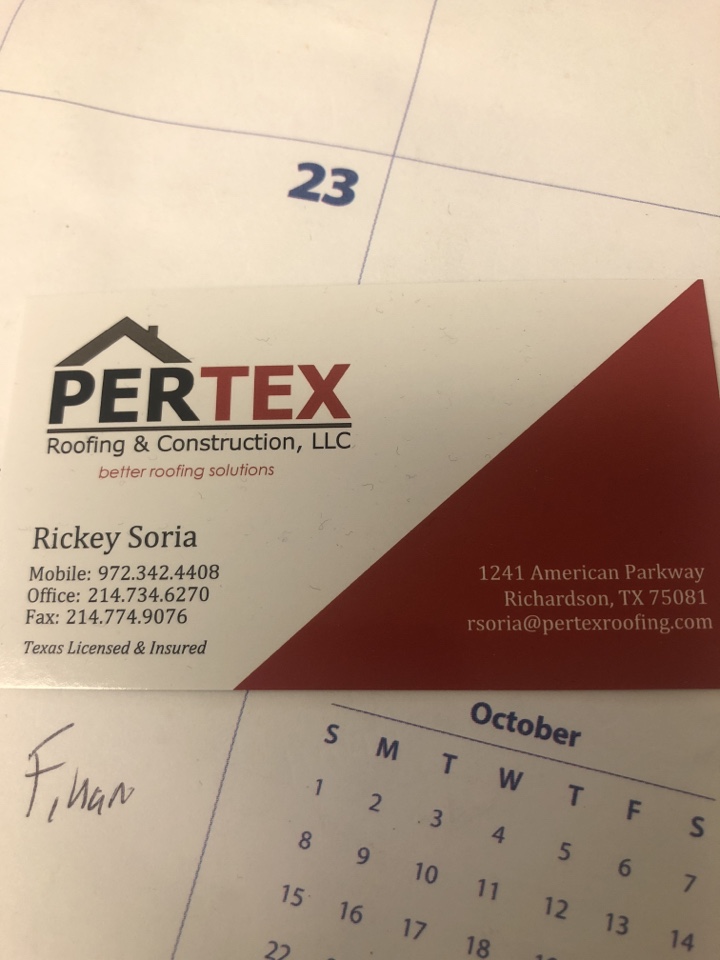 23
PERTEX
Roofing & Construction, LLC
better roofing solutions
Rickey Soria
Mobile: 972.342.4408
Office: 214.734.6270
Fax: 214.774.9076
Texas Licensed & Insured
1241 American Parkway
Richardson, TX 75081
rsoria@pertexroofing.com
October
S M T W T F S
1 2 3 4 5 6 7
8 9 10 11 12 13 14
15 16 17 18
22